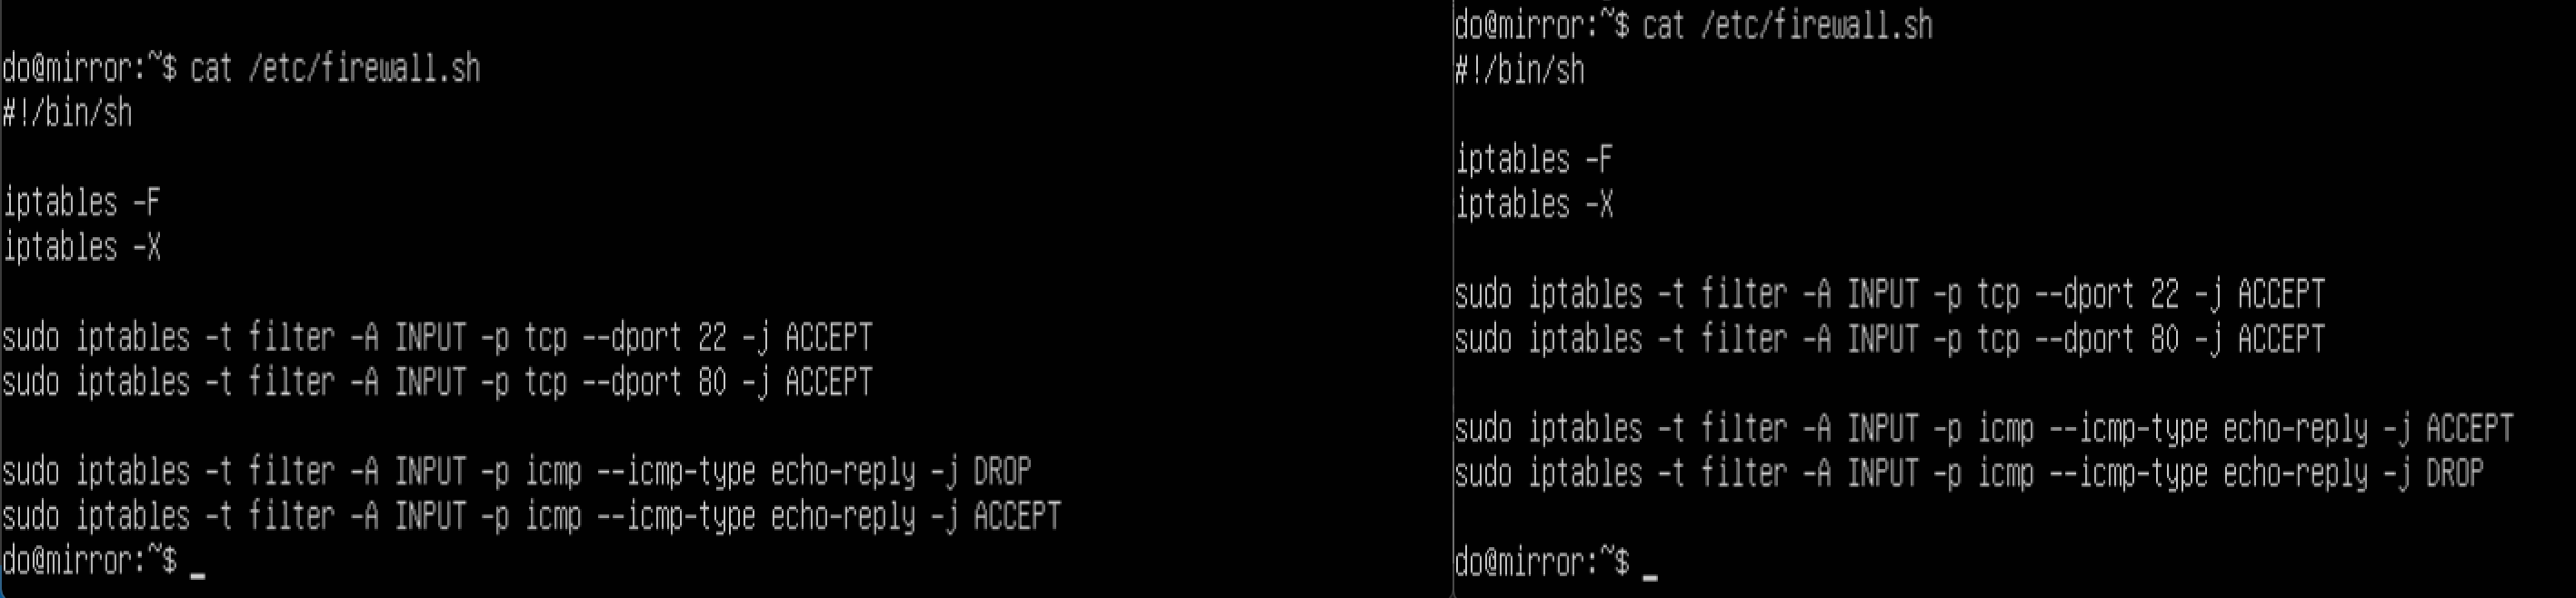 do@mirror:~$ cat /etc/firewall.sh
#!/bin/sh
iptables -F
iptables -X
sudo iptables -t filter -A INPUT -p tcp --dport 22 -j ACCEPT
sudo iptables -t filter -A INPUT -p tcp --dport 80 -j ACCEPT
sudo iptables -t filter -A INPUT -p icmp --icmp-type echo-reply -j DROP
sudo iptables -t filter -A INPUT -p icmp --icmp-type echo-reply -j ACCEPT
do@mirror:~$ _
do@mirror:~$ cat /etc/firewall.sh
#!/bin/sh
iptables -F
iptables -X
sudo iptables -t filter -A INPUT -p tcp --dport 22 -j ACCEPT
sudo iptables -t filter -A INPUT -p tcp --dport 80 -j ACCEPT
sudo iptables -t filter -A INPUT -p icmp --icmp-type echo-reply -j ACCEPT
sudo iptables -t filter -A INPUT -p icmp --icmp-type echo-reply -j DROP
do@mirror:~$ _